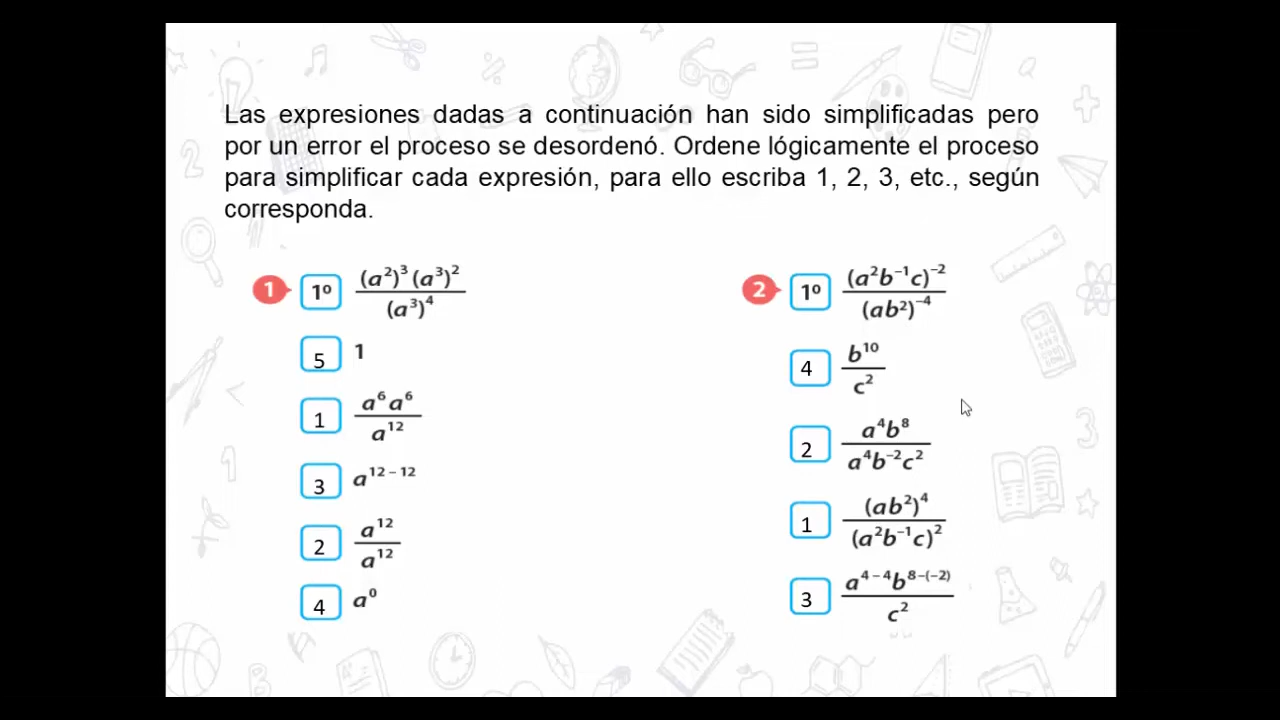 Las expresiones dadas a continuación han sido simplificadas pero
por un error el proceso se desordenó. Ordene lógicamente el proceso
para simplificar cada expresión, para ello escriba 1, 2, 3, etc., según
corresponda.
1 1º (a²)³ (a³)² / (a³)⁴
5 1
1 a⁶a⁶ / a¹²
3 a¹²⁻¹²
2 a¹² / a¹²
4 a⁰
2 1º (a²b⁻¹c)⁻² / (ab²)⁻⁴
4 b¹⁰ / c²
2 a⁴b⁸ / a⁴b⁻²c²
1 (ab²)⁴ / (a²b⁻¹c)²
3 a⁴⁻⁴b⁸⁻⁽⁻²⁾ / c²